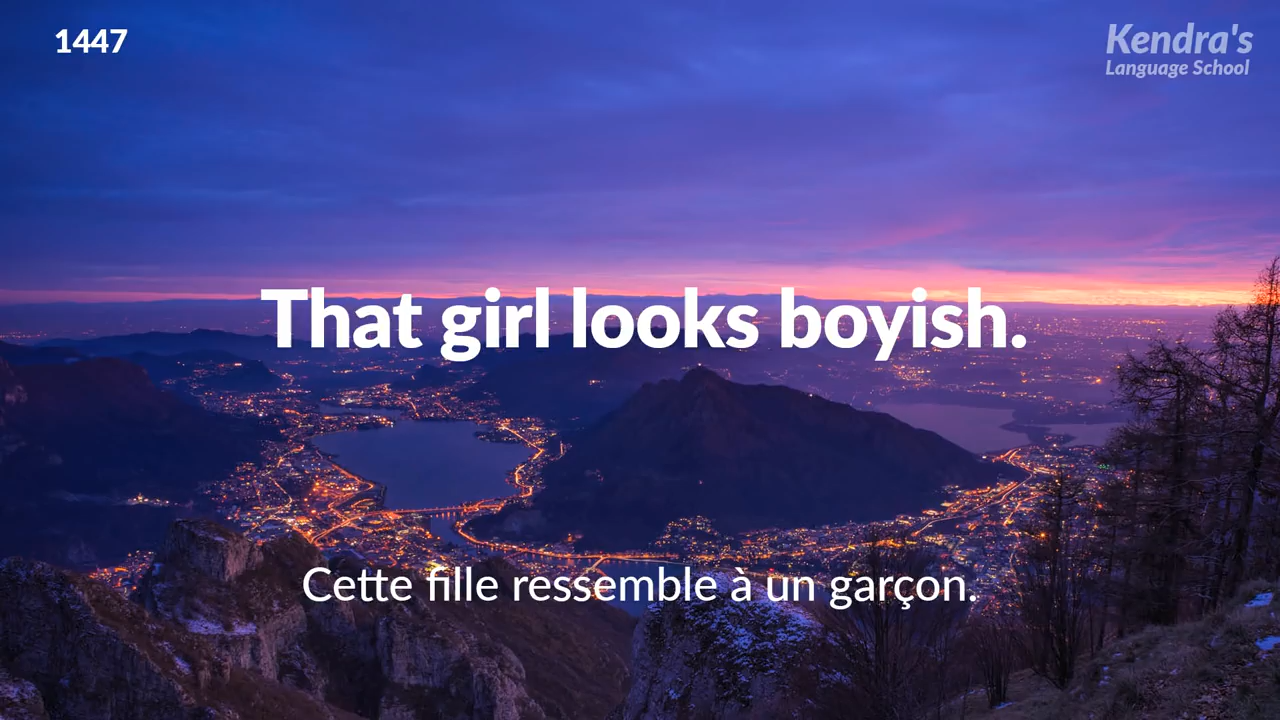 1447
Kendra's
Language School
That girl looks boyish.
Cette fille ressemble à un garçon.